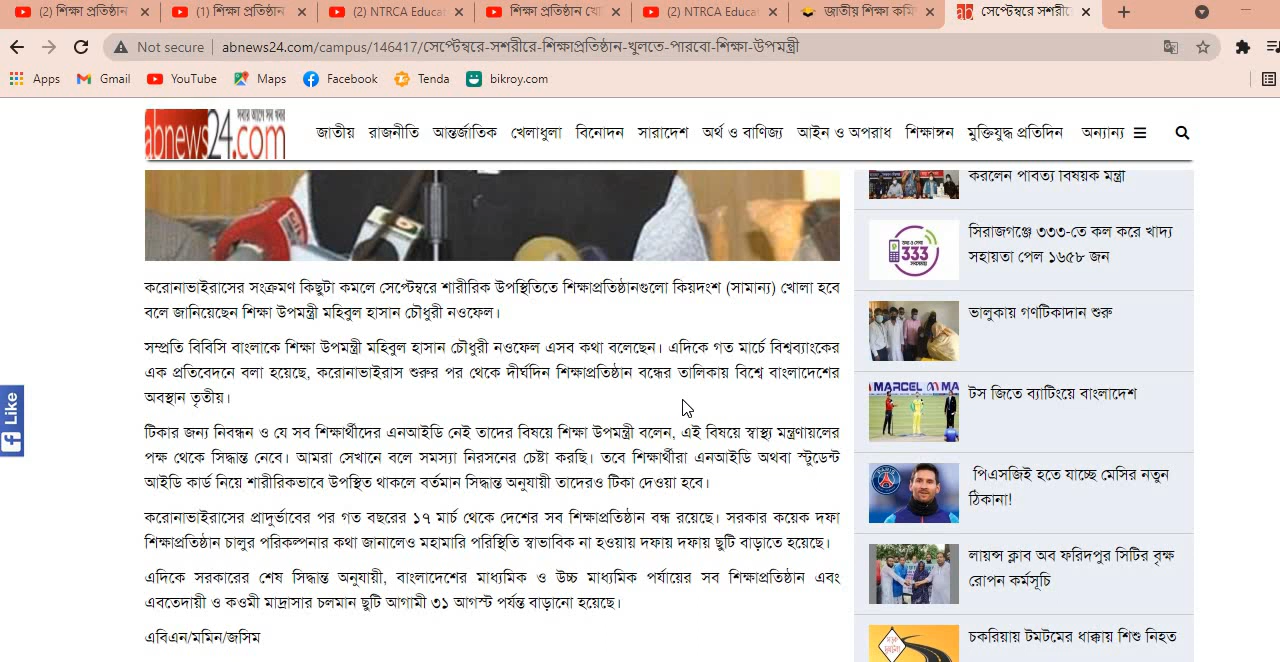 (2) শিক্ষা প্রতিষ্ঠান
(1) শিক্ষা প্রতিষ্ঠান
(2) NTRCA Educa
শিক্ষা প্রতিষ্ঠান খো
(2) NTRCA Educa
জাতীয় শিক্ষা কমি
সেপ্টেম্বরে সশরীরে
Not secure
abnews24.com/campus/146417/সেপ্টেম্বরে-সশরীরে-শিক্ষাপ্রতিষ্ঠান-খুলতে-পারবো-শিক্ষা-উপমন্ত্রী
Apps Gmail YouTube Maps Facebook Tenda bikroy.com
সবার আগে সব খবর
abnews24.com
জাতীয় রাজনীতি আন্তর্জাতিক খেলাধুলা বিনোদন সারাদেশ অর্থ ও বাণিজ্য আইন ও অপরাধ শিক্ষাঙ্গন মুক্তিযুদ্ধ প্রতিদিন অন্যান্য
করোনাভাইরাসের সংক্রমণ কিছুটা কমলে সেপ্টেম্বরে শারীরিক উপস্থিতিতে শিক্ষাপ্রতিষ্ঠানগুলো কিয়দংশ (সামান্য) খোলা হবে
বলে জানিয়েছেন শিক্ষা উপমন্ত্রী মহিবুল হাসান চৌধুরী নওফেল।
সম্প্রতি বিবিসি বাংলাকে শিক্ষা উপমন্ত্রী মহিবুল হাসান চৌধুরী নওফেল এসব কথা বলেছেন। এদিকে গত মার্চে বিশ্বব্যাংকের
এক প্রতিবেদনে বলা হয়েছে, করোনাভাইরাস শুরুর পর থেকে দীর্ঘদিন শিক্ষাপ্রতিষ্ঠান বন্ধের তালিকায় বিশ্বে বাংলাদেশের
অবস্থান তৃতীয়।
টিকার জন্য নিবন্ধন ও যে সব শিক্ষার্থীদের এনআইডি নেই তাদের বিষয়ে শিক্ষা উপমন্ত্রী বলেন, এই বিষয়ে স্বাস্থ্য মন্ত্রণায়লের
পক্ষ থেকে সিদ্ধান্ত নেবে। আমরা সেখানে বলে সমস্যা নিরসনের চেষ্টা করছি। তবে শিক্ষার্থীরা এনআইডি অথবা স্টুডেন্ট
আইডি কার্ড নিয়ে শারীরিকভাবে উপস্থিত থাকলে বর্তমান সিদ্ধান্ত অনুযায়ী তাদেরও টিকা দেওয়া হবে।
করোনাভাইরাসের প্রাদুর্ভাবের পর গত বছরের ১৭ মার্চ থেকে দেশের সব শিক্ষাপ্রতিষ্ঠান বন্ধ রয়েছে। সরকার কয়েক দফা
শিক্ষাপ্রতিষ্ঠান চালুর পরিকল্পনার কথা জানালেও মহামারি পরিস্থিতি স্বাভাবিক না হওয়ায় দফায় দফায় ছুটি বাড়াতে হয়েছে।
এদিকে সরকারের শেষ সিদ্ধান্ত অনুযায়ী, বাংলাদেশের মাধ্যমিক ও উচ্চ মাধ্যমিক পর্যায়ের সব শিক্ষাপ্রতিষ্ঠান এবং
এবতেদায়ী ও কওমী মাদ্রাসার চলমান ছুটি আগামী ৩১ আগস্ট পর্যন্ত বাড়ানো হয়েছে।
এবিএন/মমিন/জসিম
করলেন পার্বত্য বিষয়ক মন্ত্রী
333
সিরাজগঞ্জে ৩৩৩-তে কল করে খাদ্য
সহায়তা পেল ১৬৫৮ জন
ভালুকায় গণটিকাদান শুরু
MARCEL
টস জিতে ব্যাটিংয়ে বাংলাদেশ
পিএসজিই হতে যাচ্ছে মেসির নতুন
ঠিকানা!
লায়ন্স ক্লাব অব ফরিদপুর সিটির বৃক্ষ
রোপন কর্মসূচি
চকরিয়ায় টমটমের ধাক্কায় শিশু নিহত
Like